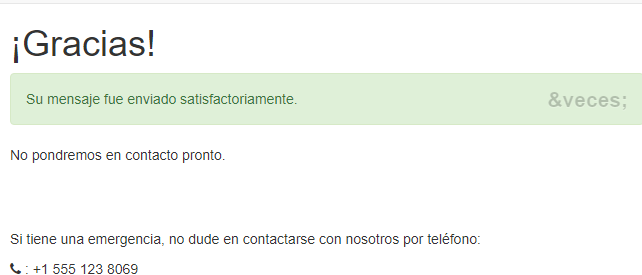 ¡Gracias!
Su mensaje fue enviado satisfactoriamente. &veces;
No pondremos en contacto pronto.
Si tiene una emergencia, no dude en contactarse con nosotros por teléfono:
: +1 555 123 8069